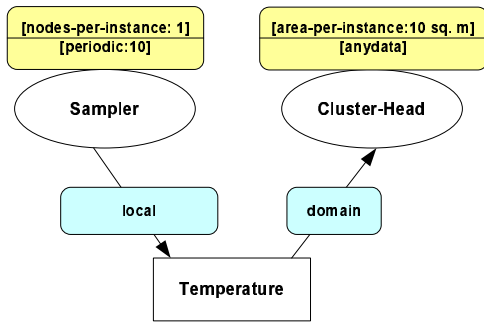 [nodes-per-instance: 1]
[periodic:10]
Sampler
[area-per-instance:10 sq. m]
[anydata]
Cluster-Head
local
domain
Temperature